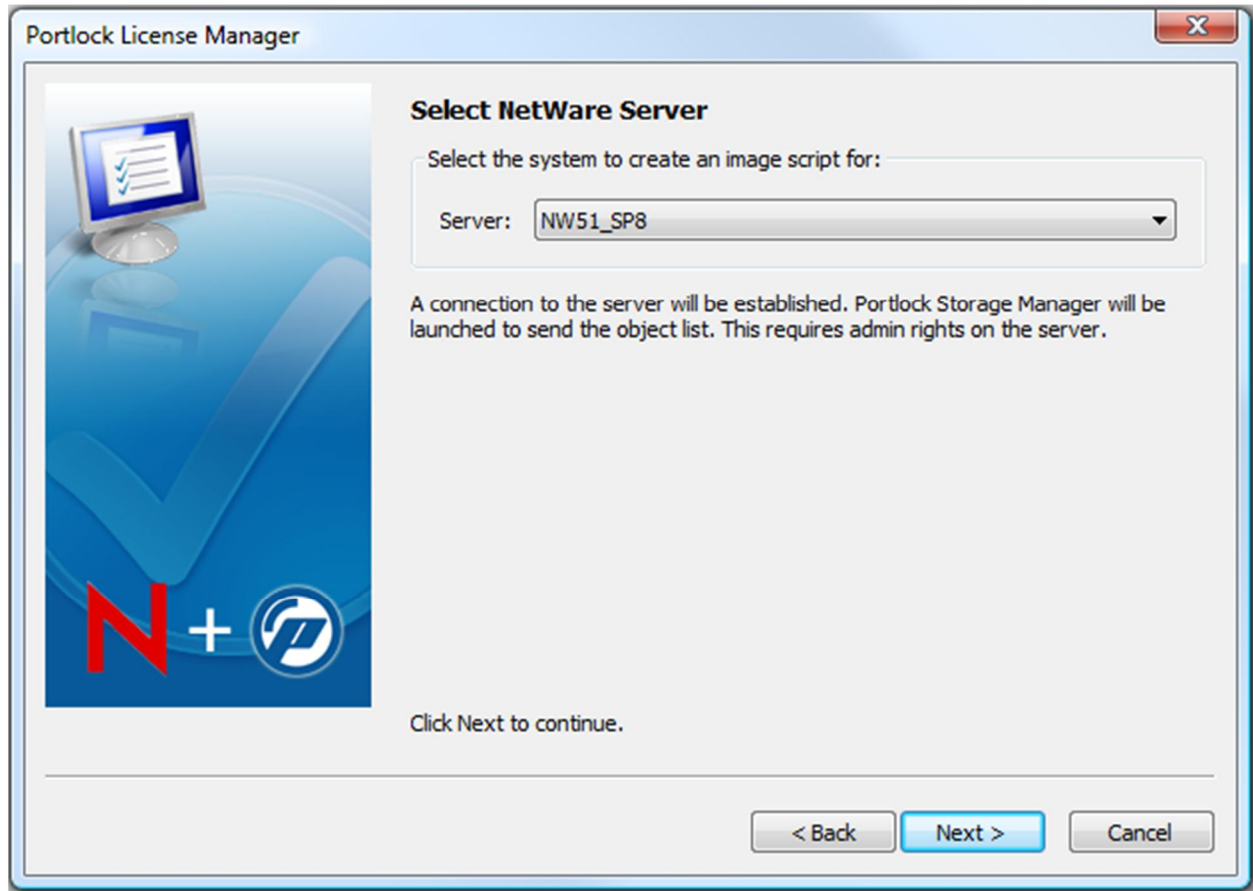 Portlock License Manager
Select NetWare Server
Select the system to create an image script for:
Server: NW51_SP8
A connection to the server will be established. Portlock Storage Manager will be
launched to send the object list. This requires admin rights on the server.
N + P
Click Next to continue.
< Back Next > Cancel